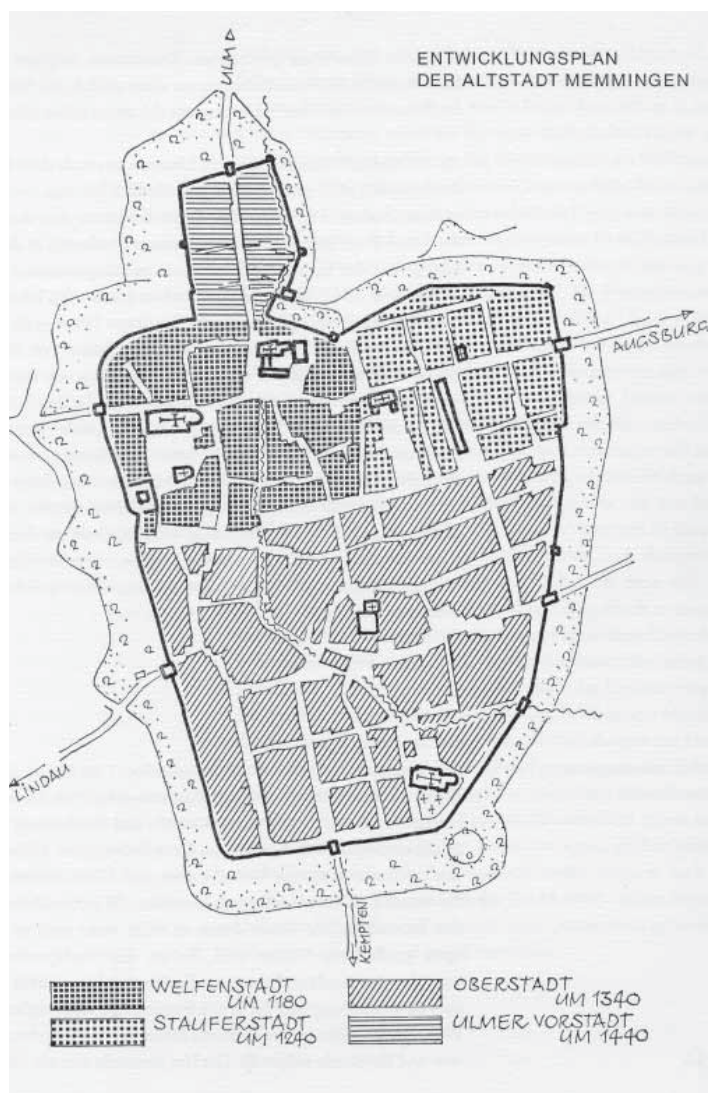 ENTWICKLUNGSPLAN
DER ALTSTADT MEMMINGEN
ULM
AUGSBURG
LINDAU
KEMPTEN
WELFENSTADT
UM 1180
STAUFERSTADT
UM 1240
OBERSTADT
UM 1340
ULMER VORSTADT
UM 1440